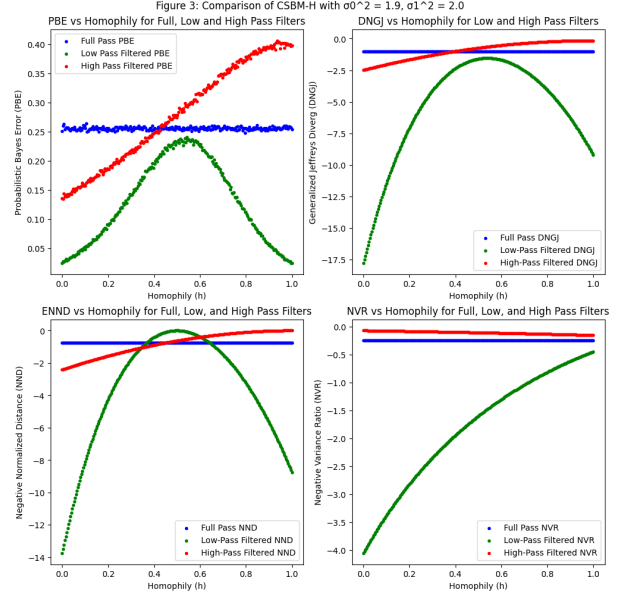 Figure 3: Comparison of CSBM-H with σ0^2 = 1.9, σ1^2 = 2.0
PBE vs Homophily for Full, Low and High Pass Filters
Probabilistic Bayes Error (PBE)
0.40
0.35
0.30
0.25
0.20
0.15
0.10
0.05
Full Pass PBE
Low Pass Filtered PBE
High Pass Filtered PBE
0.0 0.2 0.4 0.6 0.8 1.0
Homophily (h)
DNGJ vs Homophily for Low and High Pass Filters
Generalized Jeffreys Diverg (DNGJ)
0.0
−2.5
−5.0
−7.5
−10.0
−12.5
−15.0
−17.5
Full Pass DNGJ
Low-Pass Filtered DNGJ
High-Pass Filtered DNGJ
0.0 0.2 0.4 0.6 0.8 1.0
Homophily (h)
ENND vs Homophily for Full, Low, and High Pass Filters
Negative Normalized Distance (NND)
0
−2
−4
−6
−8
−10
−12
−14
Full Pass NND
Low-Pass Filtered NND
High-Pass Filtered NND
0.0 0.2 0.4 0.6 0.8 1.0
Homophily (h)
NVR vs Homophily for Full, Low, and High Pass Filters
Negative Variance Ratio (NVR)
0.0
−0.5
−1.0
−1.5
−2.0
−2.5
−3.0
−3.5
−4.0
Full Pass NVR
Low-Pass Filtered NVR
High-Pass Filtered NVR
0.0 0.2 0.4 0.6 0.8 1.0
Homophily (h)